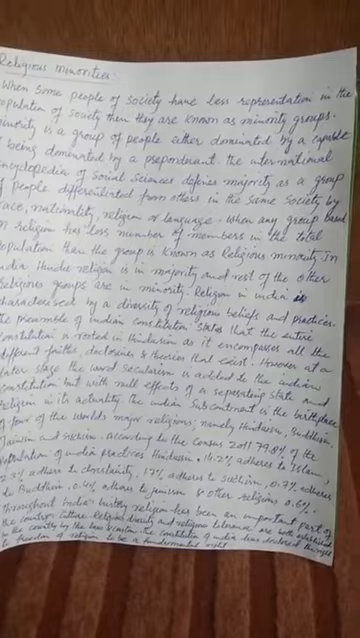 Religious Minorities:
When some people of society have less representation in the
population of society then they are known as minority groups.
minority is a group of people either dominated by a capable
being dominated by a preponderant the international
encyclopedia of Social Sciences defines majority as a group
of people differentiated from others in the same society by
race, nationality, religion or language. When any group based
on religion has less number of members in the total
population than the group is known as Religious minority. In
india Hindu religion is in majority and rest of the other
Religious groups are in minority. Religion in india is
characterised by a diversity of religious beliefs and practices
the preamble of indian constitution states that the entire
constitution is rooted in Hinduism as it encompasses all the
different faiths, doctrines & theories that exist. However at a
later stage the word secularism is added to the indian
constitution but with null effects of a separating state and
religion in its actuality. the indian Subcontinent is the birthplace
of four of the worlds major religions; namely Hinduism, Buddhism,
Jainism and Sikhism. According to the Census 2011 79.8% of the
population of india practices Hinduism. 14.2% adheres to Islam,
2.3% adhere to christianity, 1.7% adheres to Sikhism, 0.7% adheres
to Buddhism. 0.4% adheres to jainism & other religions 0.6%.
throughout India's history religion has been an important part of
the country's culture. Religious diversity and religious tolerance are both established
in the country by the law & custom. the constitution of india has declared the right
to freedom of religion to be a fundamental right.